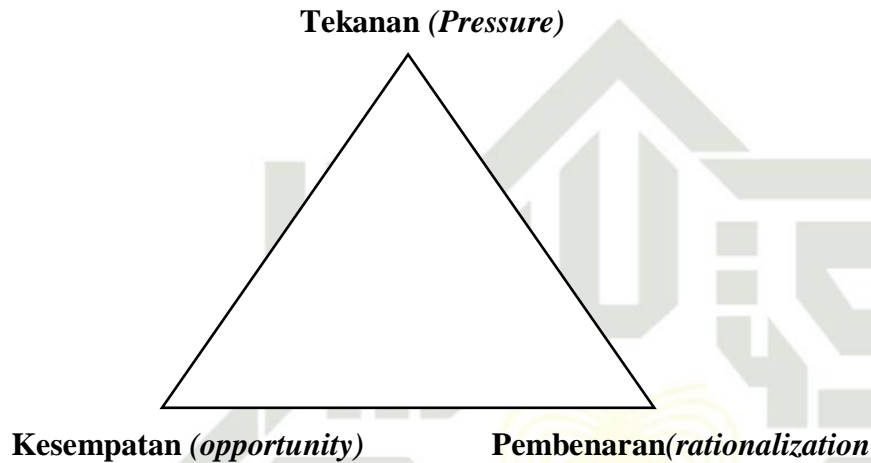 Tekanan (Pressure)
Kesempatan (opportunity) Pembenaran(rationalization